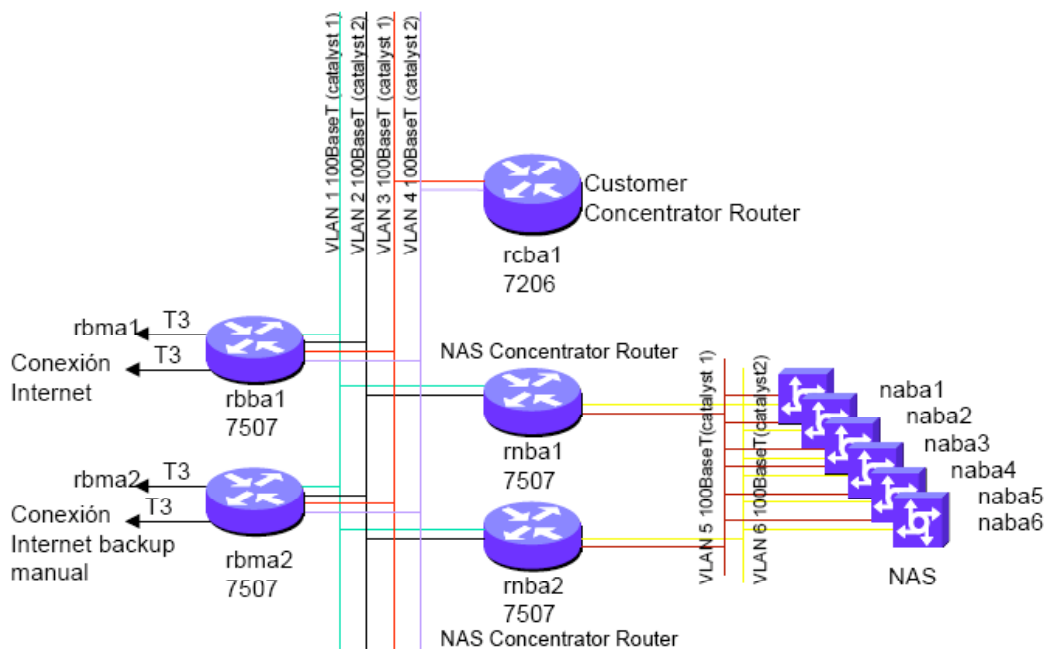 VLAN 1 100BaseT (catalyst 1)
VLAN 2 100BaseT (catalyst 2)
VLAN 3 100BaseT (catalyst 1)
VLAN 4 100BaseT (catalyst 2)
Customer
Concentrator Router
rcba1
7206
rbma1
T3
Conexión
Internet
T3
rbba1
7507
NAS Concentrator Router
rnba1
7507
rbma2
T3
Conexión
Internet backup
manual
T3
rbma2
7507
rnba2
7507
NAS Concentrator Router
VLAN 5 100BaseT(catalyst 1)
VLAN 6 100BaseT(catalyst2)
naba1
naba2
naba3
naba4
naba5
naba6
NAS